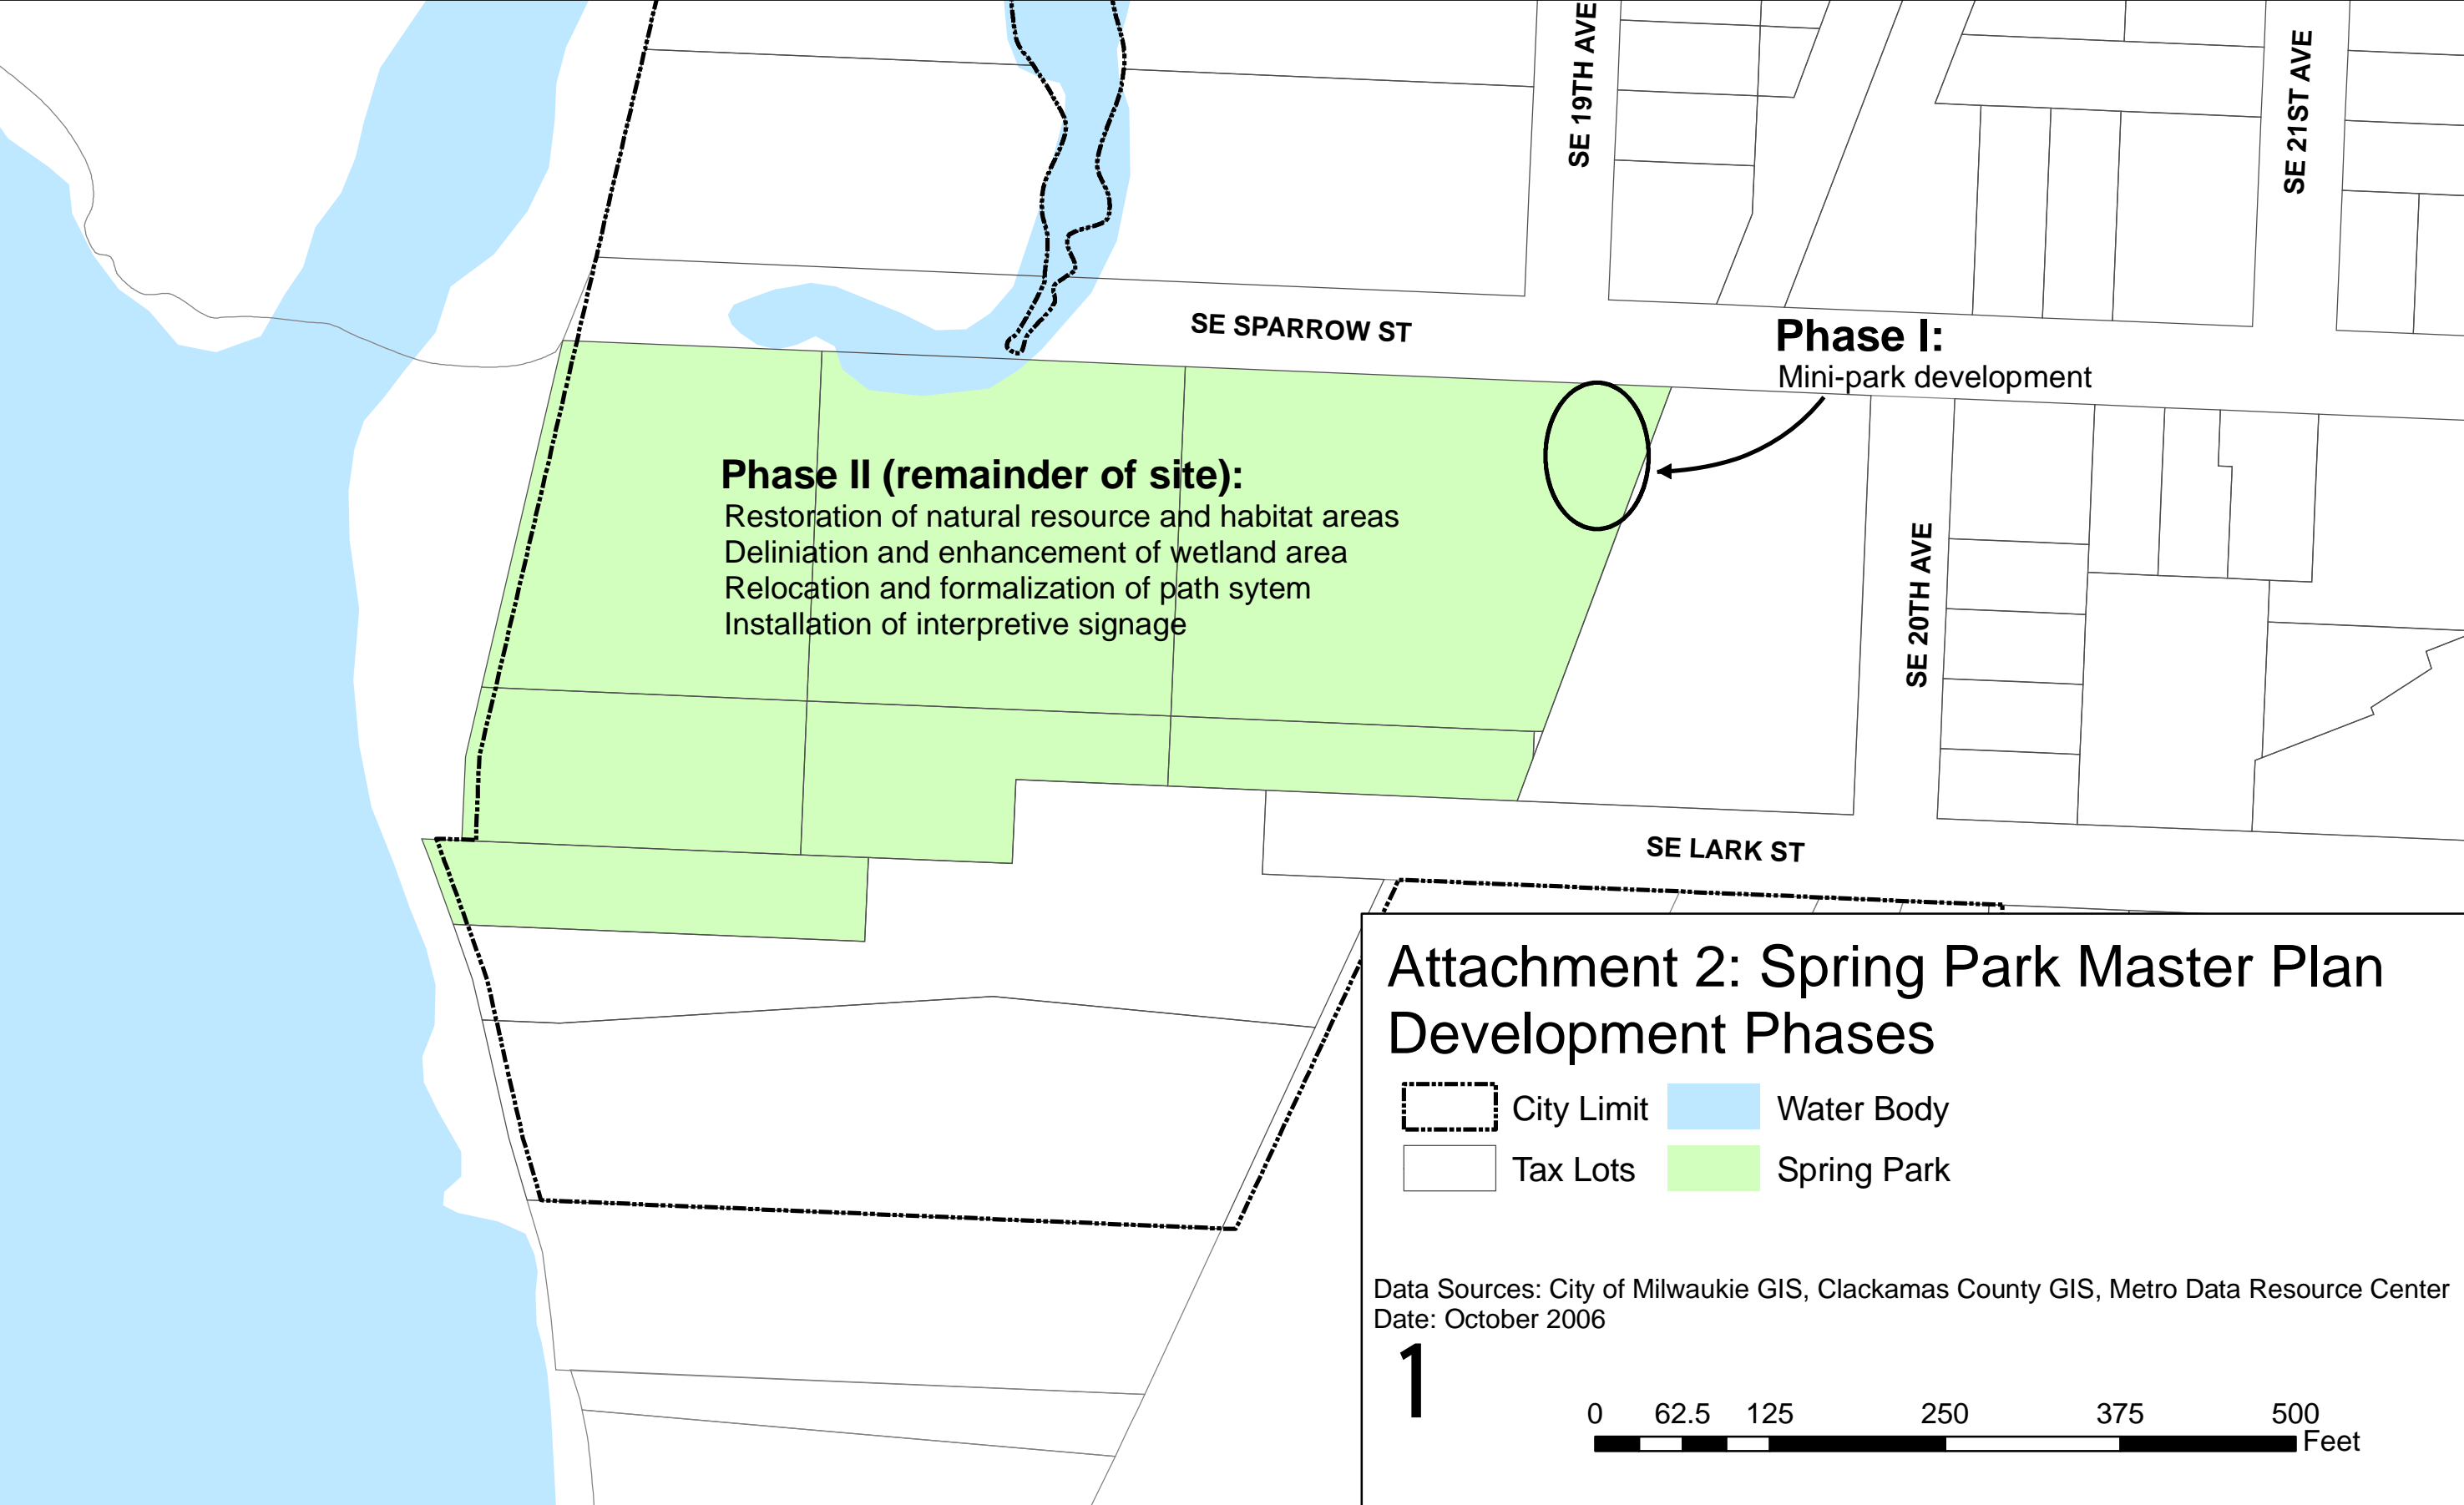 SE 19TH AVE
SE 21ST AVE
SE SPARROW ST
Phase I:
Mini-park development
Phase II (remainder of site):
Restoration of natural resource and habitat areas
Deliniation and enhancement of wetland area
Relocation and formalization of path sytem
Installation of interpretive signage
SE 20TH AVE
SE LARK ST
Attachment 2: Spring Park Master Plan
Development Phases
City Limit
Water Body
Tax Lots
Spring Park
Data Sources: City of Milwaukie GIS, Clackamas County GIS, Metro Data Resource Center
Date: October 2006
1
0 62.5 125 250 375 500
Feet